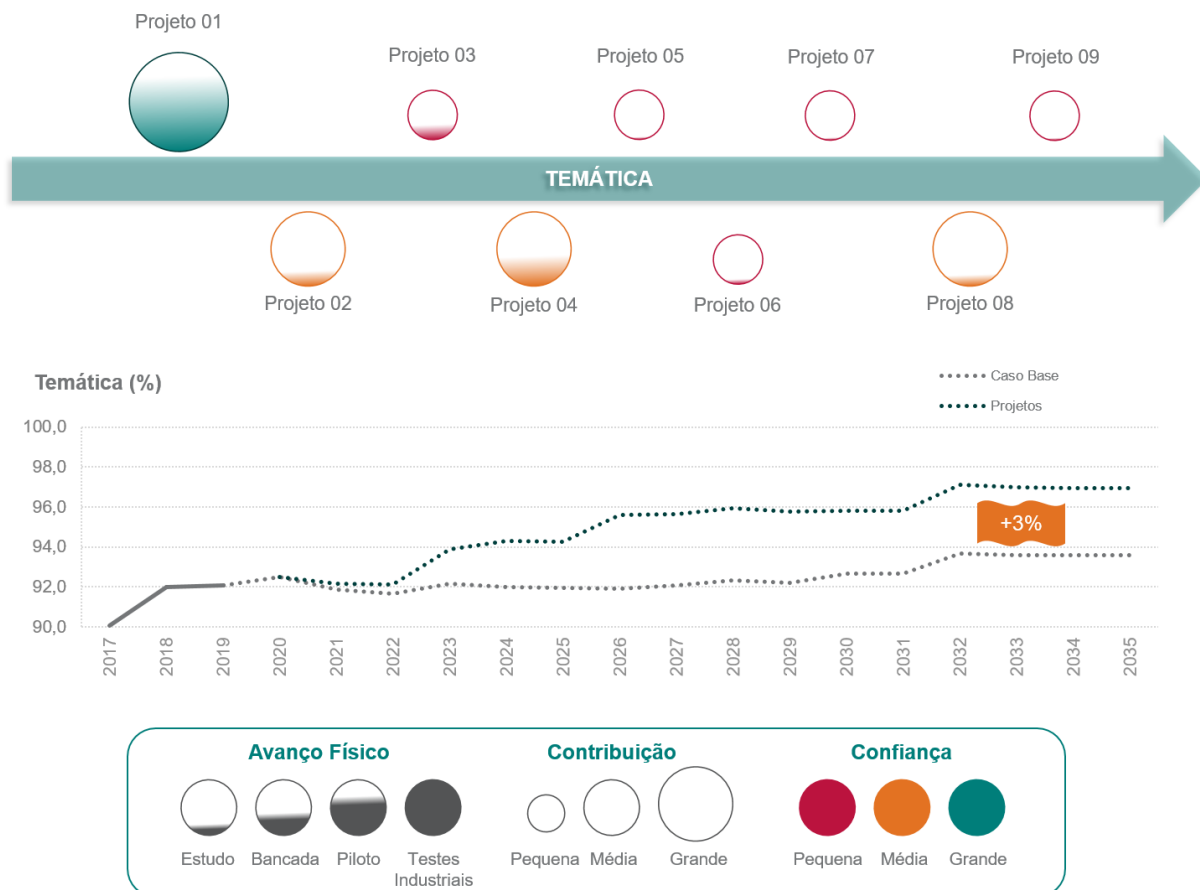 Projeto 01
Projeto 03
Projeto 05
Projeto 07
Projeto 09
TEMÁTICA
Projeto 02
Projeto 04
Projeto 06
Projeto 08
Temática (%)
Caso Base
Projetos
100,0
98,0
96,0
94,0
92,0
90,0
+3%
2017
2018
2019
2020
2021
2022
2023
2024
2025
2026
2027
2028
2029
2030
2031
2032
2033
2034
2035
Avanço Físico
Estudo
Bancada
Piloto
Testes
Industriais
Contribuição
Pequena
Média
Grande
Confiança
Pequena
Média
Grande